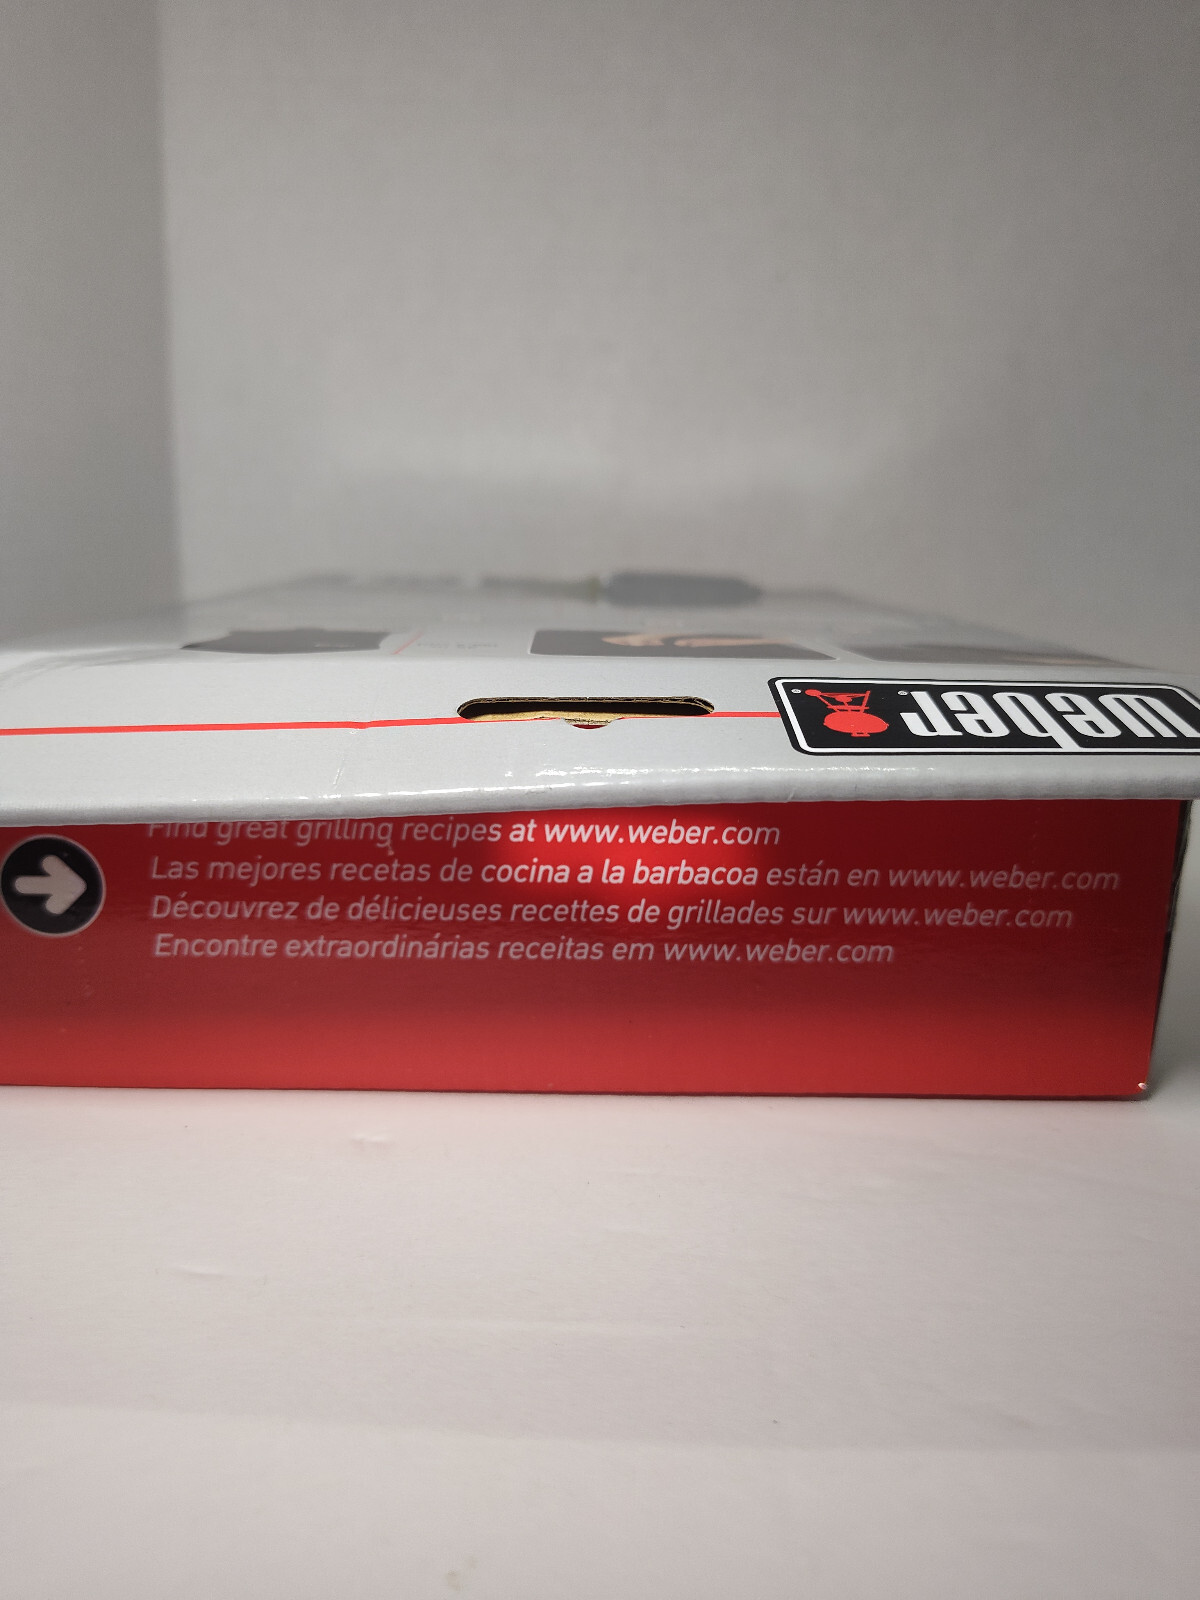 weber
Find great grilling recipes at www.weber.com
Las mejores recetas de cocina a la barbacoa están en www.weber.com
Découvrez de délicieuses recettes de grillades sur www.weber.com
Encontre extraordinárias receitas em www.weber.com